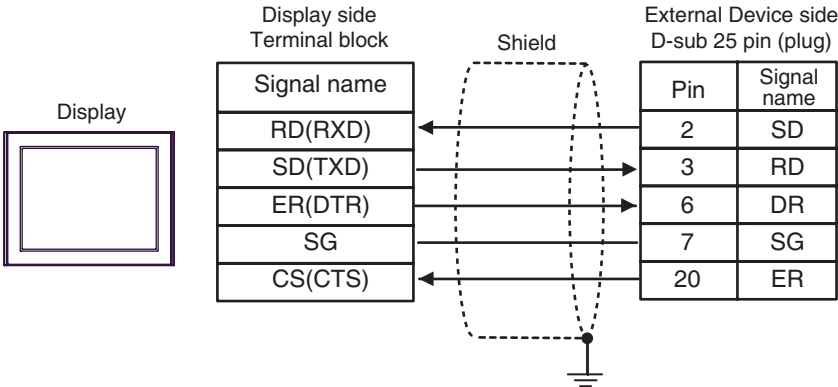 Display side
Terminal block
Shield
External Device side
D-sub 25 pin (plug)
Display
Signal name
Pin
Signal
name
RD(RXD)
2
SD
SD(TXD)
3
RD
ER(DTR)
6
DR
SG
7
SG
CS(CTS)
20
ER